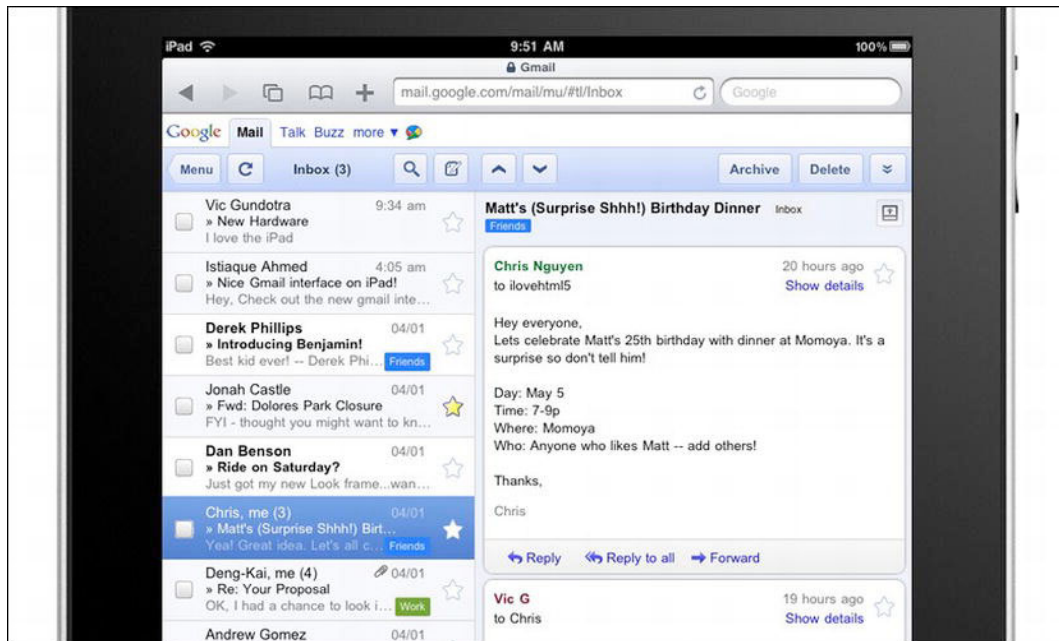 iPad
9:51 AM
100%
Gmail
mail.google.com/mail/mu/#tl/Inbox
Google
Google Mail Talk Buzz more ▼
Menu
Inbox (3)
Archive
Delete
Vic Gundotra 9:34 am
» New Hardware
I love the iPad
Istiaque Ahmed 4:05 am
» Nice Gmail interface on iPad!
Hey, Check out the new gmail inte...
Derek Phillips 04/01
» Introducing Benjamin!
Best kid ever! -- Derek Phi... Friends
Jonah Castle 04/01
» Fwd: Dolores Park Closure
FYI - thought you might want to kn...
Dan Benson 04/01
» Ride on Saturday?
Just got my new Look frame...wan...
Chris, me (3) 04/01
» Matt's (Surprise Shhh!) Birt...
Yea! Great idea. Let's all c... Friends
Deng-Kai, me (4) 04/01
» Re: Your Proposal
OK, I had a chance to look i... Work
Andrew Gomez 04/01
Matt's (Surprise Shhh!) Birthday Dinner Inbox
Friends
Chris Nguyen 20 hours ago
to ilovehtml5 Show details
Hey everyone,
Lets celebrate Matt's 25th birthday with dinner at Momoya. It's a
surprise so don't tell him!
Day: May 5
Time: 7-9p
Where: Momoya
Who: Anyone who likes Matt -- add others!
Thanks,
Chris
Reply Reply to all Forward
Vic G 19 hours ago
to Chris Show details